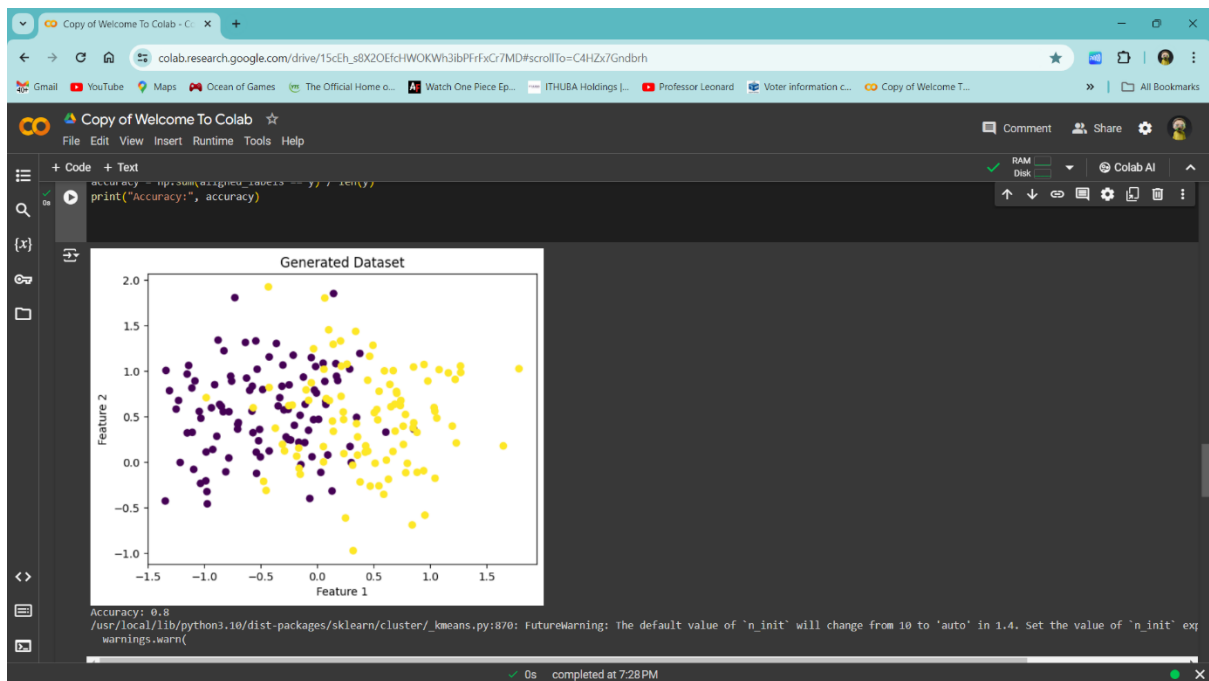 Copy of Welcome To Colab - Co
colab.research.google.com/drive/15cEh_s8X2OEfcHWOKWh3ibPFrFxCr7MD#scrollTo=C4HZx7Gndbrh
Gmail YouTube Maps Ocean of Games The Official Home o... Watch One Piece Ep... ITHUBA Holdings |... Professor Leonard Voter information c... Copy of Welcome T... » All Bookmarks
CO Copy of Welcome To Colab
Comment Share
File Edit View Insert Runtime Tools Help
+ Code + Text
RAM
Disk
Colab AI
accuracy = np.sum(aligned_labels == y) / len(y)
0s print("Accuracy:", accuracy)
{x}
Generated Dataset
2.0
1.5
1.0
0.5
0.0
−0.5
−1.0
Feature 2
−1.5 −1.0 −0.5 0.0 0.5 1.0 1.5
Feature 1
Accuracy: 0.8
/usr/local/lib/python3.10/dist-packages/sklearn/cluster/_kmeans.py:870: FutureWarning: The default value of `n_init` will change from 10 to 'auto' in 1.4. Set the value of `n_init` exp
warnings.warn(
0s completed at 7:28 PM